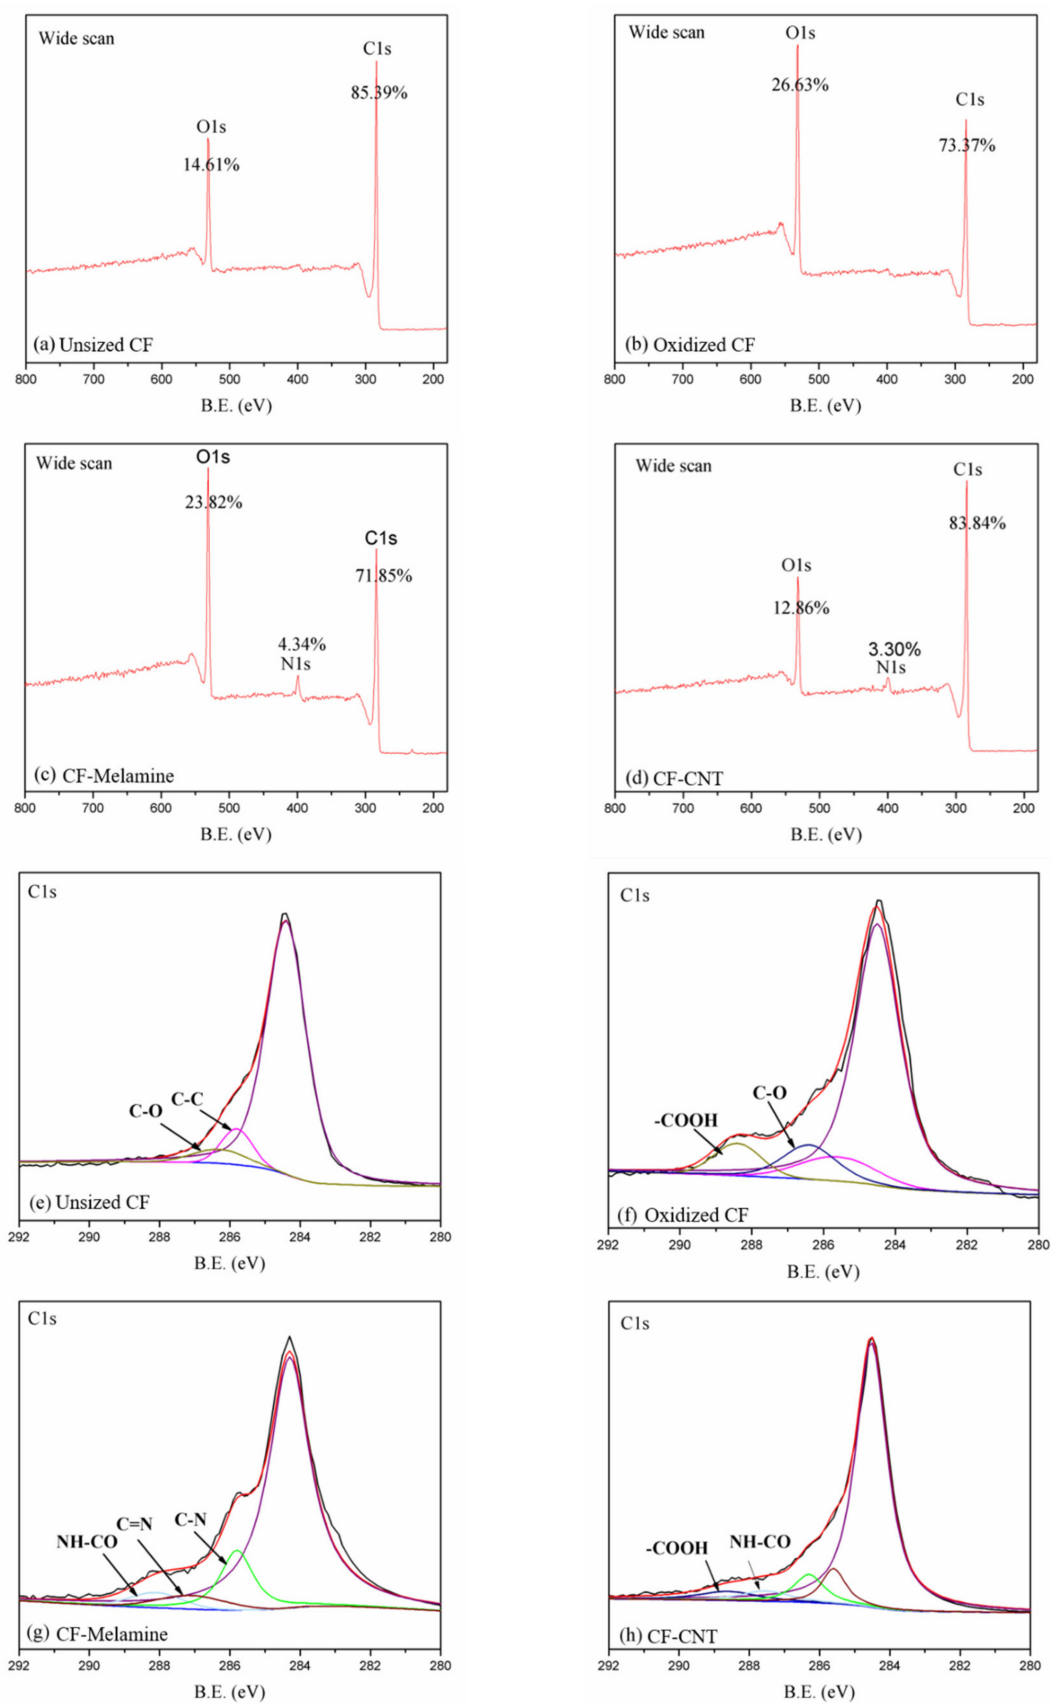 Wide scan
C1s
85.39%
O1s
14.61%
(a) Unsized CF
800 700 600 500 400 300 200
B.E. (eV)
Wide scan
O1s
26.63%
C1s
73.37%
(b) Oxidized CF
800 700 600 500 400 300 200
B.E. (eV)
Wide scan
O1s
23.82%
C1s
71.85%
4.34%
N1s
(c) CF-Melamine
800 700 600 500 400 300 200
B.E. (eV)
Wide scan
C1s
83.84%
O1s
12.86%
3.30%
N1s
(d) CF-CNT
800 700 600 500 400 300 200
B.E. (eV)
C1s
C-C
C-O
(e) Unsized CF
292 290 288 286 284 282 280
B.E. (eV)
C1s
C-O
-COOH
(f) Oxidized CF
292 290 288 286 284 282 280
B.E. (eV)
C1s
C-N
C=N
NH-CO
(g) CF-Melamine
292 290 288 286 284 282 280
B.E. (eV)
C1s
NH-CO
-COOH
(h) CF-CNT
292 290 288 286 284 282 280
B.E. (eV)